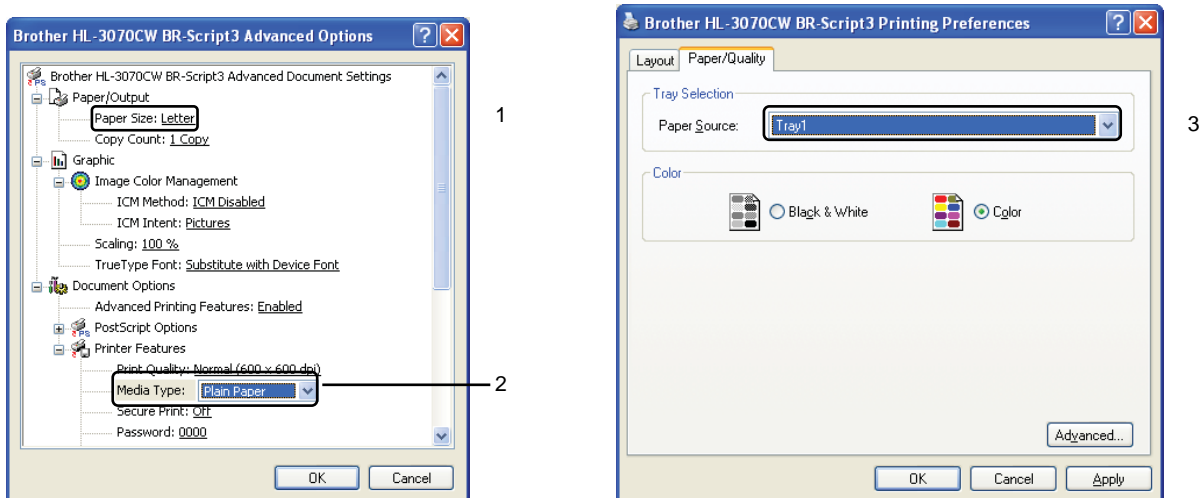 Brother HL-3070CW BR-Script3 Advanced Options
Brother HL-3070CW BR-Script3 Advanced Document Settings
Paper/Output
Paper Size: Letter
Copy Count: 1 Copy
Graphic
Image Color Management
ICM Method: ICM Disabled
ICM Intent: Pictures
Scaling: 100 %
TrueType Font: Substitute with Device Font
Document Options
Advanced Printing Features: Enabled
PostScript Options
Printer Features
Print Quality: Normal (600 x 600 dpi)
Media Type: Plain Paper
Secure Print: Off
Password: 0000
OK Cancel
1
2
Brother HL-3070CW BR-Script3 Printing Preferences
Layout Paper/Quality
Tray Selection
Paper Source: Tray1
Color
Black & White Color
Advanced...
OK Cancel Apply
3